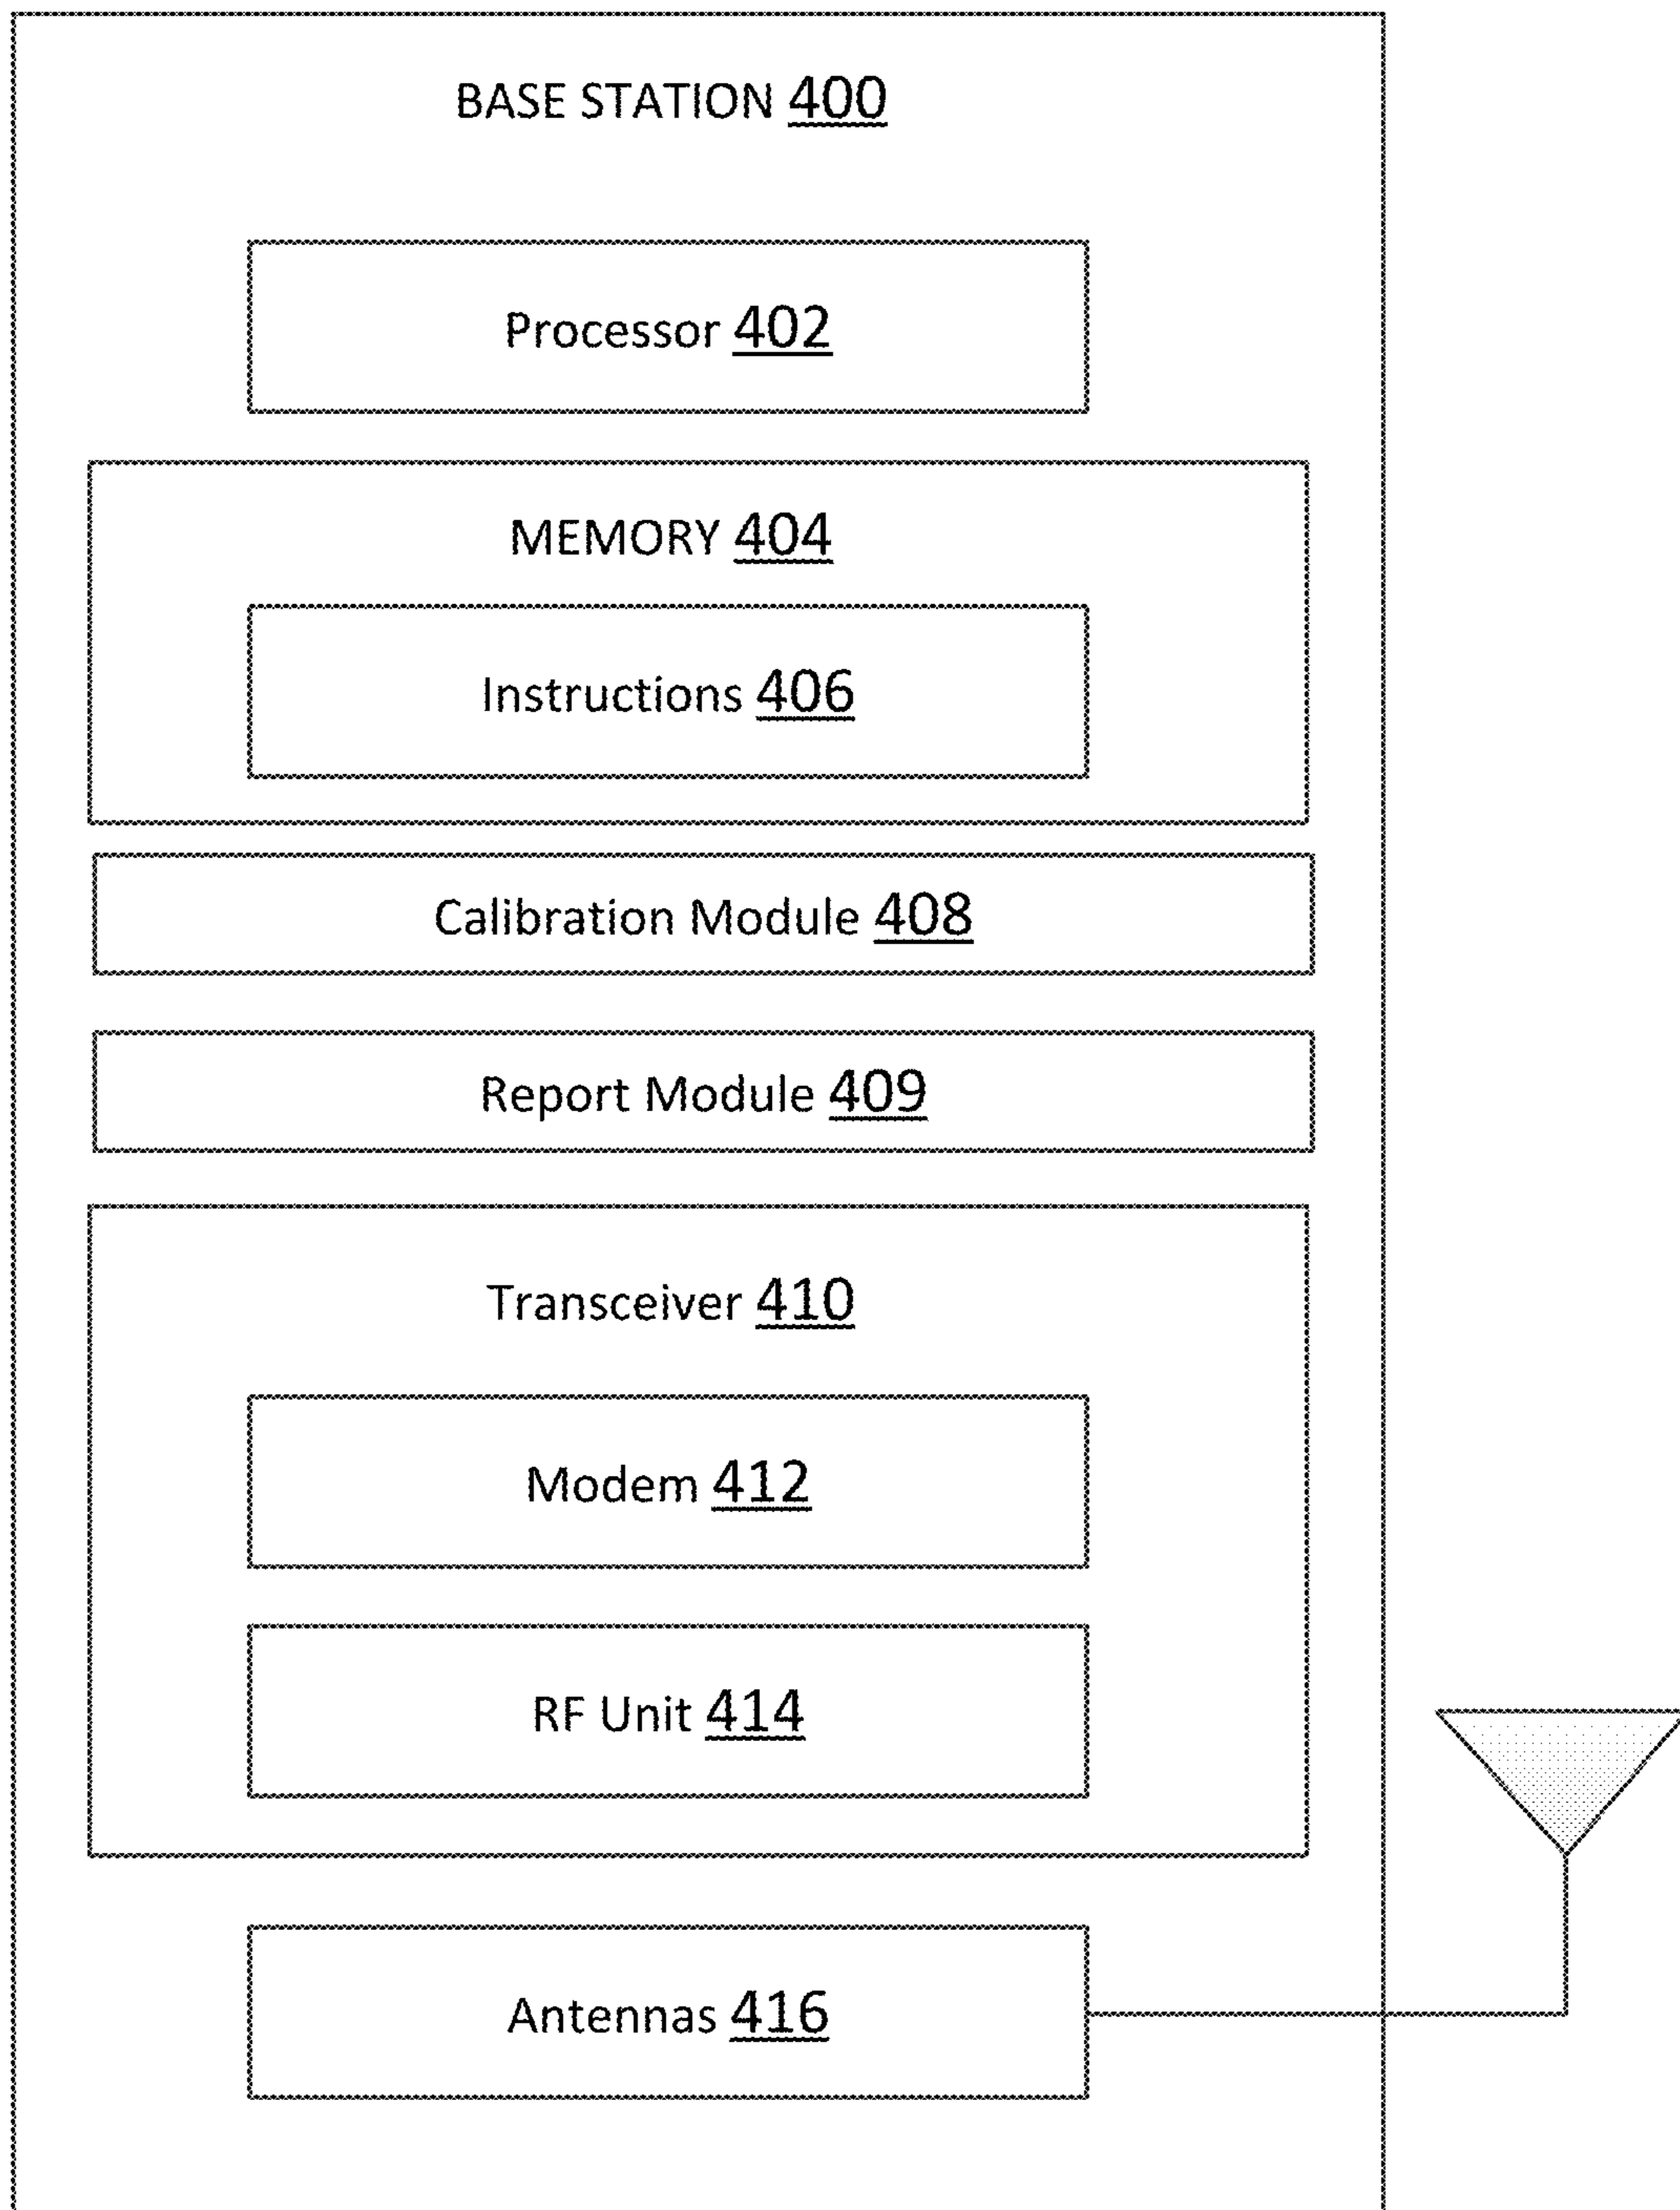 BASE STATION 400
Processor 402
MEMORY 404
Instructions 406
Calibration Module 408
Report Module 409
Transceiver 410
Modem 412
RF Unit 414
Antennas 416